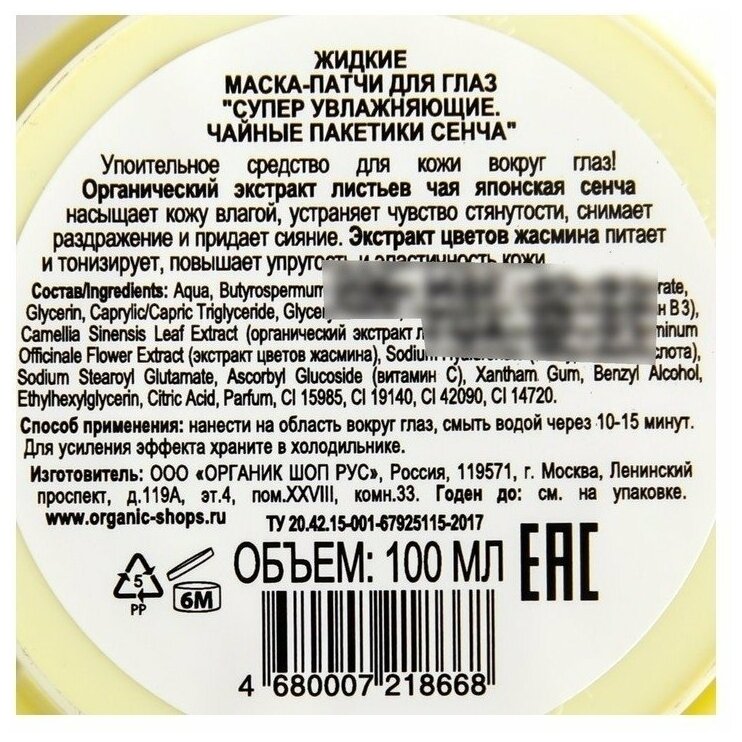 ЖИДКИЕ
МАСКА-ПАТЧИ ДЛЯ ГЛАЗ
"СУПЕР УВЛАЖНЯЮЩИЕ.
ЧАЙНЫЕ ПАКЕТИКИ СЕНЧА"
Упоительное средство для кожи вокруг глаз!
Органический экстракт листьев чая японская сенча
насыщает кожу влагой, устраняет чувство стянутости, снимает
раздражение и придает сияние. Экстракт цветов жасмина питает
и тонизирует, повышает упругость и эластичность кожи
Состав/Ingredients: Aqua, Butyrospermum
Glycerin, Caprylic/Capric Triglyceride, В3),
Camellia Sinensis Leaf Extract (органический экстракт
Officinale Flower Extract (экстракт цветов жасмина), Sodium
Sodium Stearoyl Glutamate, Ascorbyl Glucoside (витамин С), Xantham Gum, Benzyl Alcohol,
Ethylhexylglycerin, Citric Acid, Parfum, CI 15985, CI 19140, CI 42090, CI 14720.
Способ применения: нанести на область вокруг глаз, смыть водой через 10-15 минут.
Для усиления эффекта храните в холодильнике.
Изготовитель: ООО «ОРГАНИК ШОП РУС», Россия, 119571, г. Москва, Ленинский
проспект, д.119А, эт.4, пом.XXVIII, комн.33. Годен до: см. на упаковке.
www.organic-shops.ru ТУ 20.42.15-001-67925115-2017
5 PP 6M ОБЪЕМ: 100 МЛ EAC
4 680007 218668